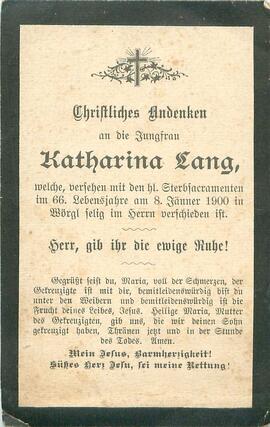 Christliches Andenken
an die Jungfrau
Katharina Lang,
welche, versehen mit den hl. Sterbsacramenten
im 66. Lebensjahre am 8. Jänner 1900 in
Wörgl selig im Herrn verschieden ist.
Herr, gib ihr die ewige Ruhe!
Gegrüßt seist du, Maria, voll der Schmerzen, der
Gekreuzigte ist mit dir, bemitleidenswürdig bist du
unter den Weibern und bemitleidenswürdig ist die
Frucht deines Leibes, Jesus. Heilige Maria, Mutter
des Gekreuzigten, gib uns, die wir deinen Sohn
gekreuzigt haben, Thränen jetzt und in der Stunde
des Todes. Amen.
Mein Jesus, Barmherzigkeit!
Süßes Herz Jesu, sei meine Rettung!